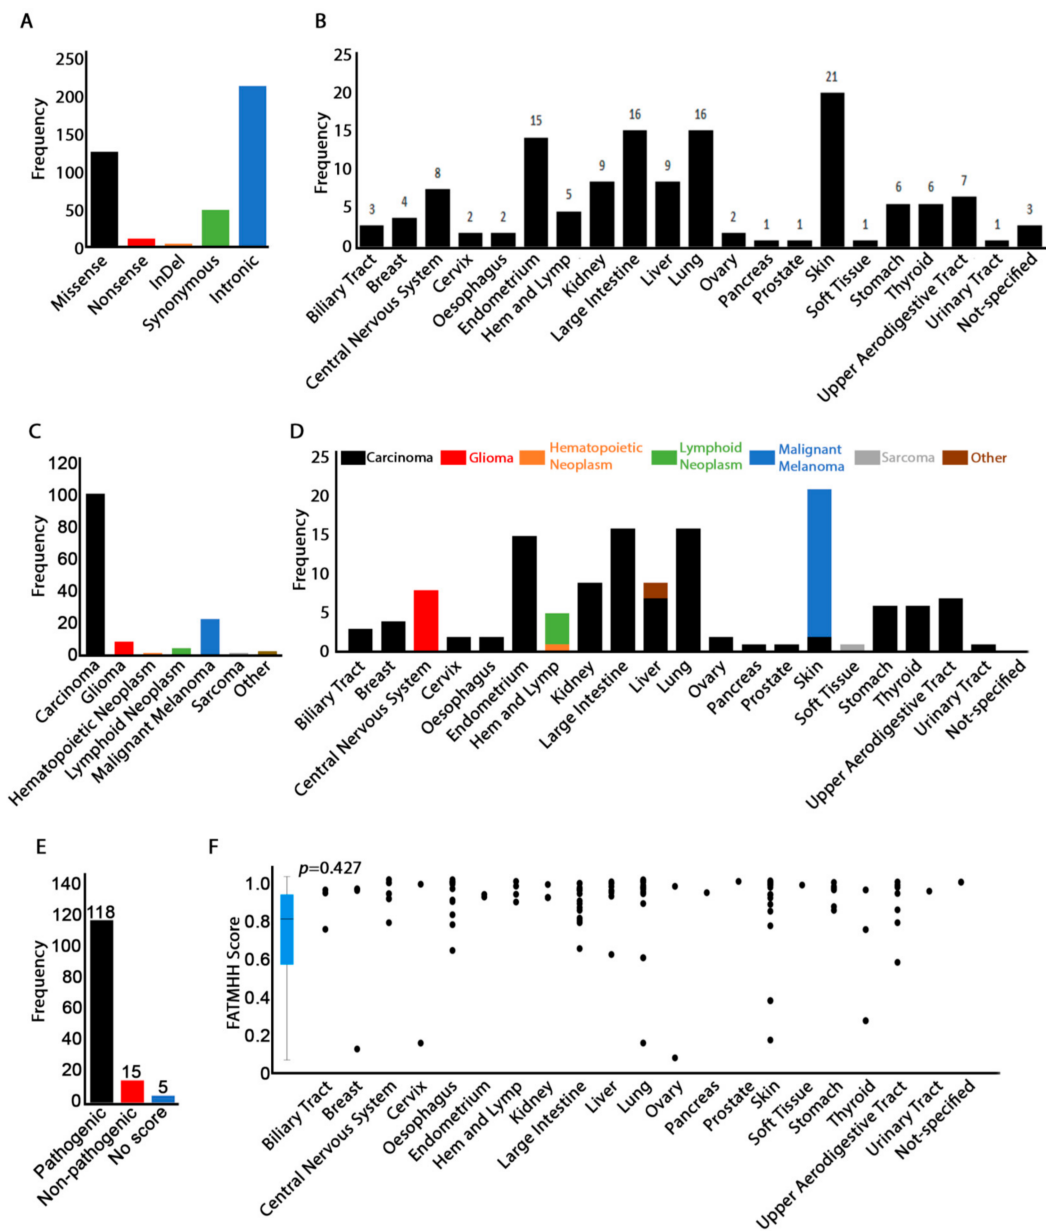 A
Frequency
250
200
150
100
50
0
Missense
Nonsense
InDel
Synonymous
Intronic
B
Frequency
25
20
15
10
5
0
3
4
8
2
2
15
5
9
16
9
16
2
1
1
21
1
6
6
7
1
3
Biliary Tract
Breast
Central Nervous System
Cervix
Oesophagus
Endometrium
Hem and Lymp
Kidney
Large Intestine
Liver
Lung
Ovary
Pancreas
Prostate
Skin
Soft Tissue
Stomach
Thyroid
Upper Aerodigestive Tract
Urinary Tract
Not-specified
C
Frequency
120
100
80
60
40
20
0
Carcinoma
Glioma
Hematopoietic Neoplasm
Lymphoid Neoplasm
Malignant Melanoma
Sarcoma
Other
D
Carcinoma
Glioma
Hematopoietic
Neoplasm
Lymphoid
Neoplasm
Malignant
Melanoma
Sarcoma
Other
Frequency
25
20
15
10
5
0
Biliary Tract
Breast
Central Nervous System
Cervix
Oesophagus
Endometrium
Hem and Lymp
Kidney
Large Intestine
Liver
Lung
Ovary
Pancreas
Prostate
Skin
Soft Tissue
Stomach
Thyroid
Upper Aerodigestive Tract
Urinary Tract
Not-specified
E
Frequency
140
120
100
80
60
40
20
0
118
15
5
Pathogenic
Non-pathogenic
No score
F
p=0.427
FATMHH Score
1.0
0.8
0.6
0.4
0.2
0
Biliary Tract
Breast
Central Nervous System
Cervix
Oesophagus
Endometrium
Hem and Lymp
Kidney
Large Intestine
Liver
Lung
Ovary
Pancreas
Prostate
Skin
Soft Tissue
Stomach
Thyroid
Upper Aerodigestive Tract
Urinary Tract
Not-specified